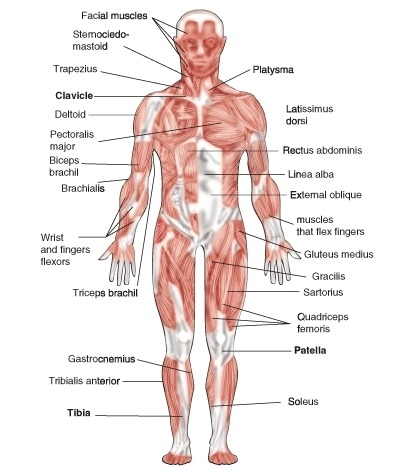 Facial muscles
Sternociedo-
mastoid
Trapezius
Clavicle
Deltoid
Pectoralis
major
Biceps
brachil
Brachialis
Wrist
and fingers
flexors
Triceps brachil
Gastrocnemius
Tribialis anterior
Tibia
Platysma
Latissimus
dorsi
Rectus abdominis
Linea alba
External oblique
muscles
that flex fingers
Gluteus medius
Gracilis
Sartorius
Quadriceps
femoris
Patella
Soleus